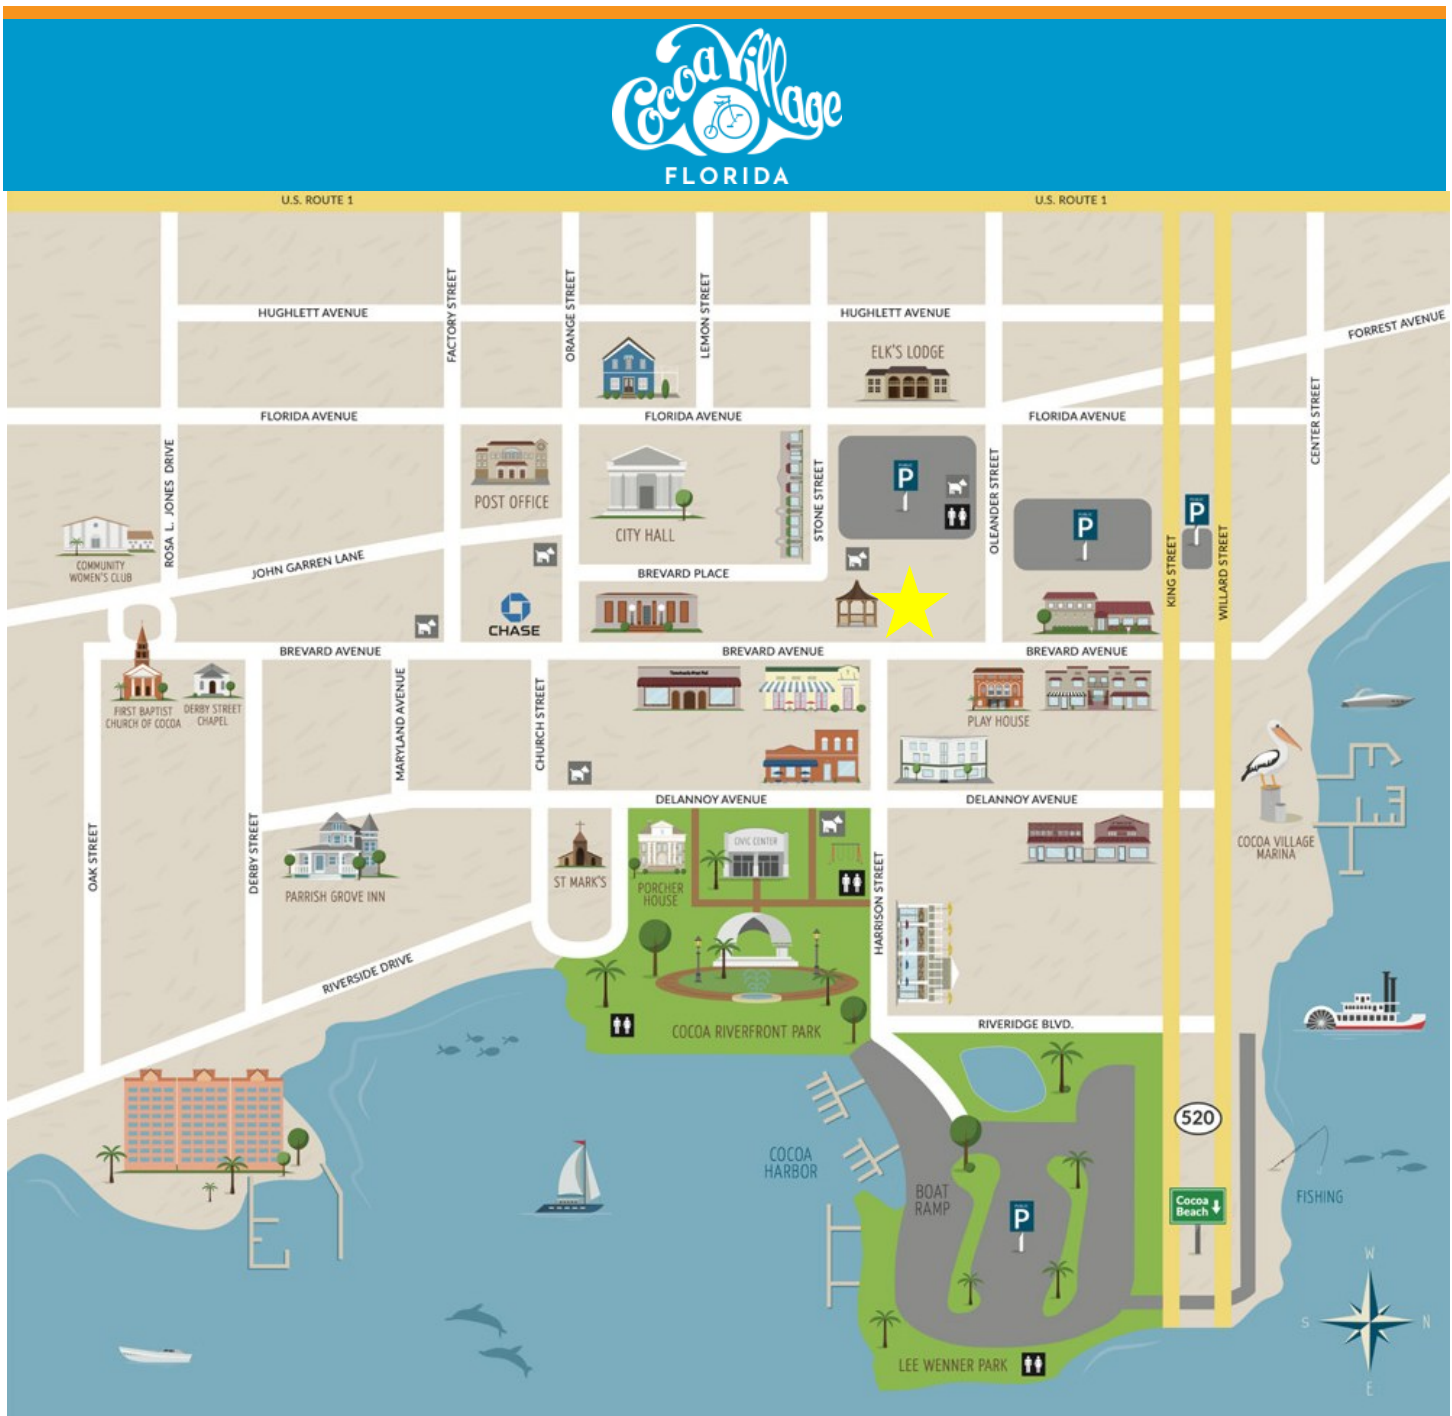 Cocoa Village
FLORIDA
U.S. ROUTE 1
U.S. ROUTE 1
HUGHLETT AVENUE
HUGHLETT AVENUE
FACTORY STREET
ORANGE STREET
LEMON STREET
FORREST AVENUE
ELK'S LODGE
FLORIDA AVENUE
FLORIDA AVENUE
FLORIDA AVENUE
CENTER STREET
ROSA L. JONES DRIVE
POST OFFICE
CITY HALL
STONE STREET
PUBLIC
P
OLEANDER STREET
PUBLIC
P
PUBLIC
P
KING STREET
WILLARD STREET
COMMUNITY
WOMEN'S CLUB
JOHN GARREN LANE
BREVARD PLACE
CHASE
BREVARD AVENUE
BREVARD AVENUE
BREVARD AVENUE
FIRST BAPTIST
CHURCH OF COCOA
DERBY STREET
CHAPEL
MARYLAND AVENUE
CHURCH STREET
PLAY HOUSE
DELANNOY AVENUE
DELANNOY AVENUE
OAK STREET
DERBY STREET
PARRISH GROVE INN
ST MARK'S
PORCHER
HOUSE
CIVIC CENTER
HARRISON STREET
COCOA VILLAGE
MARINA
RIVERSIDE DRIVE
COCOA RIVERFRONT PARK
RIVERIDGE BLVD.
520
COCOA
HARBOR
BOAT
RAMP
PUBLIC
P
Cocoa
Beach
FISHING
LEE WENNER PARK
W
S
N
E